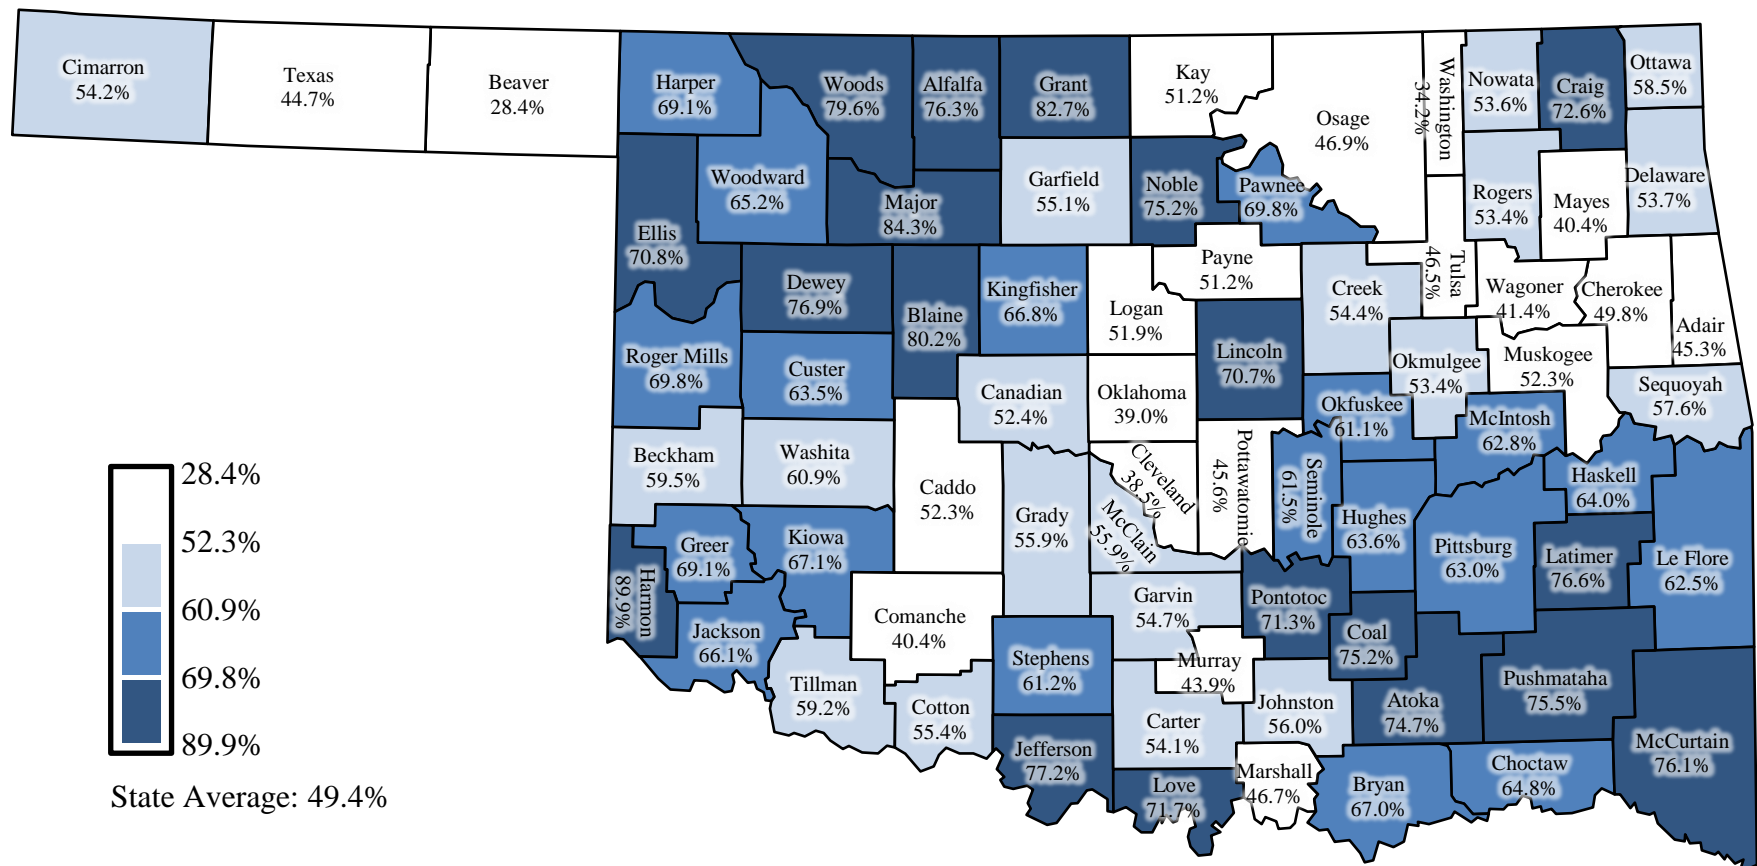 Cimarron
54.2%
Texas
44.7%
Beaver
28.4%
Harper
69.1%
Woods
79.6%
Alfalfa
76.3%
Grant
82.7%
Kay
51.2%
Osage
46.9%
Washington
34.2%
Nowata
53.6%
Craig
72.6%
Ottawa
58.5%
Ellis
70.8%
Woodward
65.2%
Major
84.3%
Garfield
55.1%
Noble
75.2%
Pawnee
69.8%
Rogers
53.4%
Mayes
40.4%
Delaware
53.7%
Dewey
76.9%
Blaine
80.2%
Kingfisher
66.8%
Logan
51.9%
Payne
51.2%
Creek
54.4%
Tulsa
46.5%
Wagoner
41.4%
Cherokee
49.8%
Adair
45.3%
Roger Mills
69.8%
Custer
63.5%
Canadian
52.4%
Oklahoma
39.0%
Lincoln
70.7%
Okmulgee
53.4%
Muskogee
52.3%
Sequoyah
57.6%
Okfuskee
61.1%
McIntosh
62.8%
Beckham
59.5%
Washita
60.9%
Caddo
52.3%
Grady
55.9%
Cleveland
38.5%
McClain
55.9%
Pottawatomie
45.6%
Seminole
61.5%
Hughes
63.6%
Pittsburg
63.0%
Haskell
64.0%
Latimer
76.6%
Le Flore
62.5%
Harmon
89.9%
Greer
69.1%
Kiowa
67.1%
Jackson
66.1%
Comanche
40.4%
Garvin
54.7%
Pontotoc
71.3%
Coal
75.2%
Stephens
61.2%
Murray
43.9%
Tillman
59.2%
Cotton
55.4%
Carter
54.1%
Johnston
56.0%
Atoka
74.7%
Pushmataha
75.5%
Jefferson
77.2%
Love
71.7%
Marshall
46.7%
Bryan
67.0%
Choctaw
64.8%
McCurtain
76.1%
28.4%
52.3%
60.9%
69.8%
89.9%
State Average: 49.4%